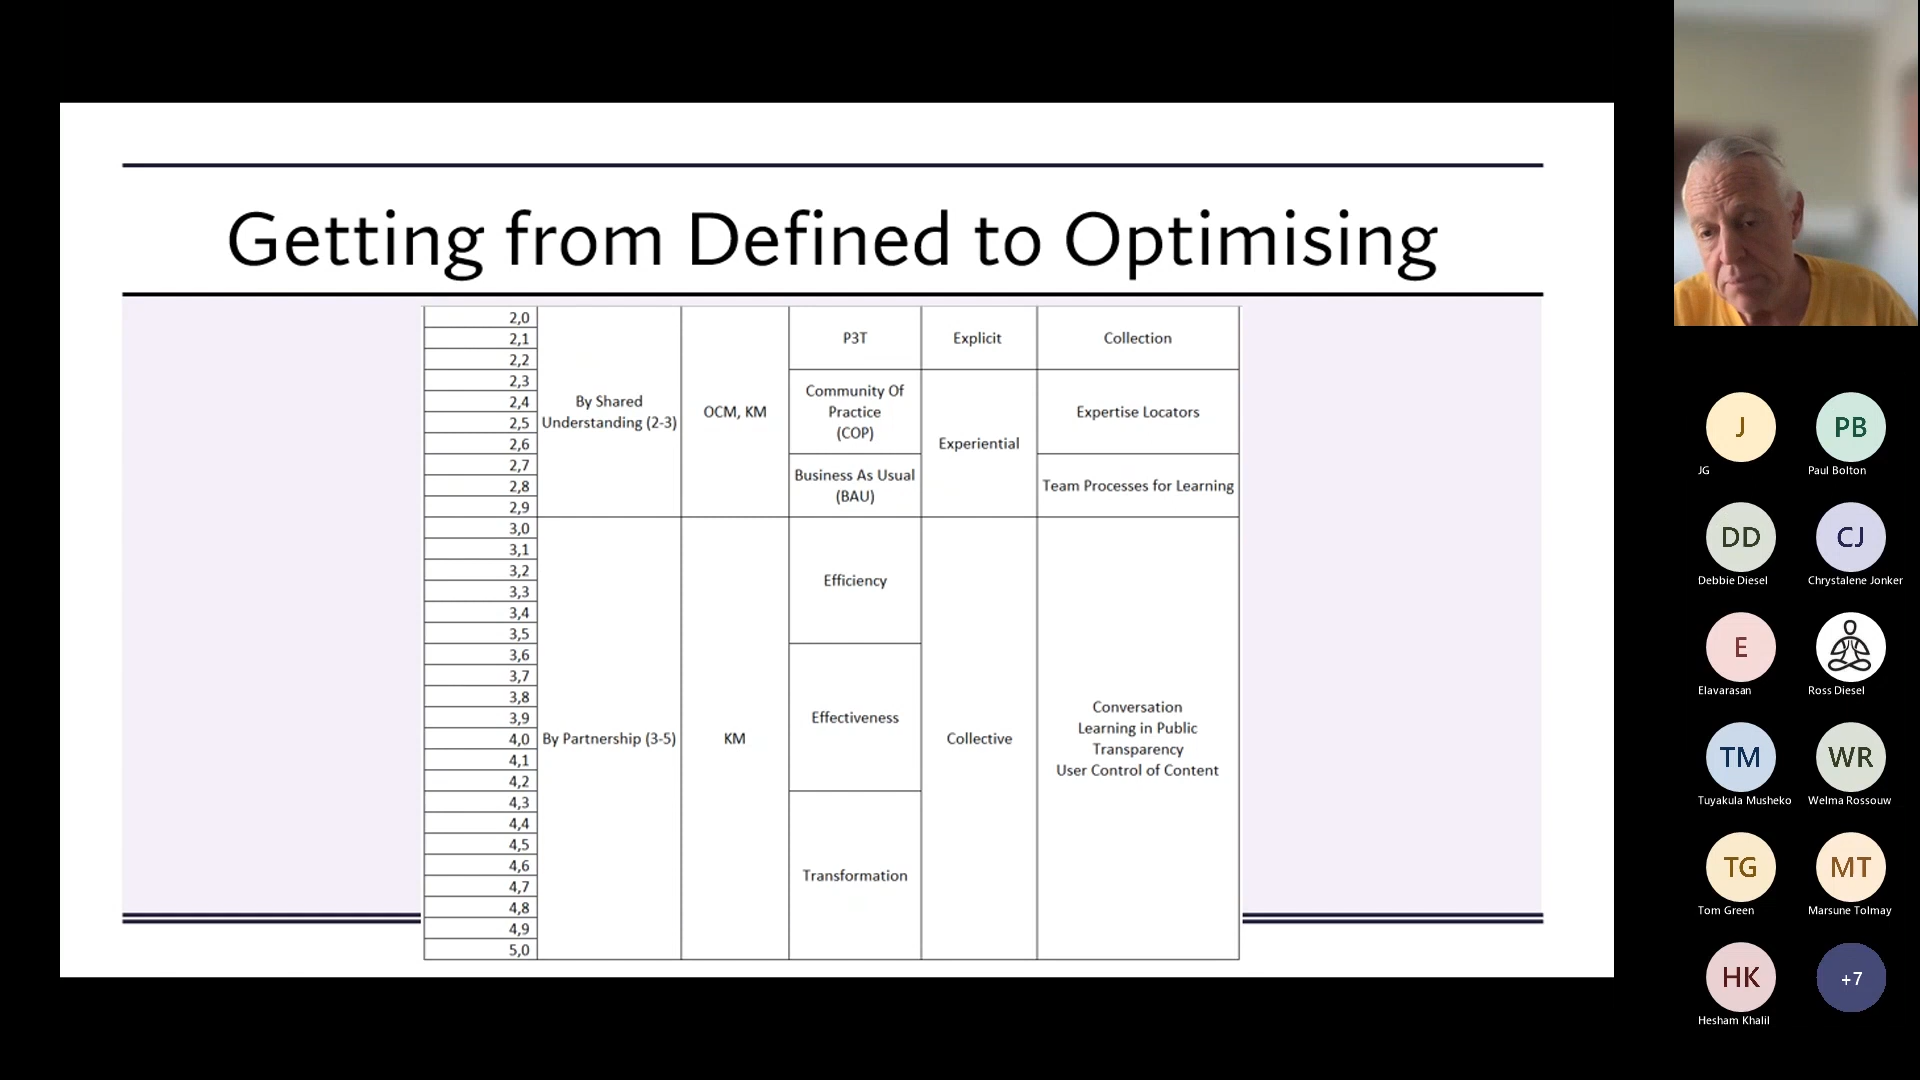 Getting from Defined to Optimising
2,0
2,1
2,2
2,3
2,4
2,5
2,6
2,7
2,8
2,9
3,0
3,1
3,2
3,3
3,4
3,5
3,6
3,7
3,8
3,9
4,0
4,1
4,2
4,3
4,4
4,5
4,6
4,7
4,8
4,9
5,0
By Shared
Understanding (2-3)
By Partnership (3-5)
OCM, KM
KM
P3T
Community Of
Practice
(COP)
Business As Usual
(BAU)
Efficiency
Effectiveness
Transformation
Explicit
Experiential
Collective
Collection
Expertise Locators
Team Processes for Learning
Conversation
Learning in Public
Transparency
User Control of Content
J
JG
PB
Paul Bolton
DD
Debbie Diesel
CJ
Chrystalene Jonker
E
Elavarasan
Ross Diesel
TM
Tuyakula Musheko
WR
Welma Rossouw
TG
Tom Green
MT
Marsune Tolmay
HK
Hesham Khalil
+7